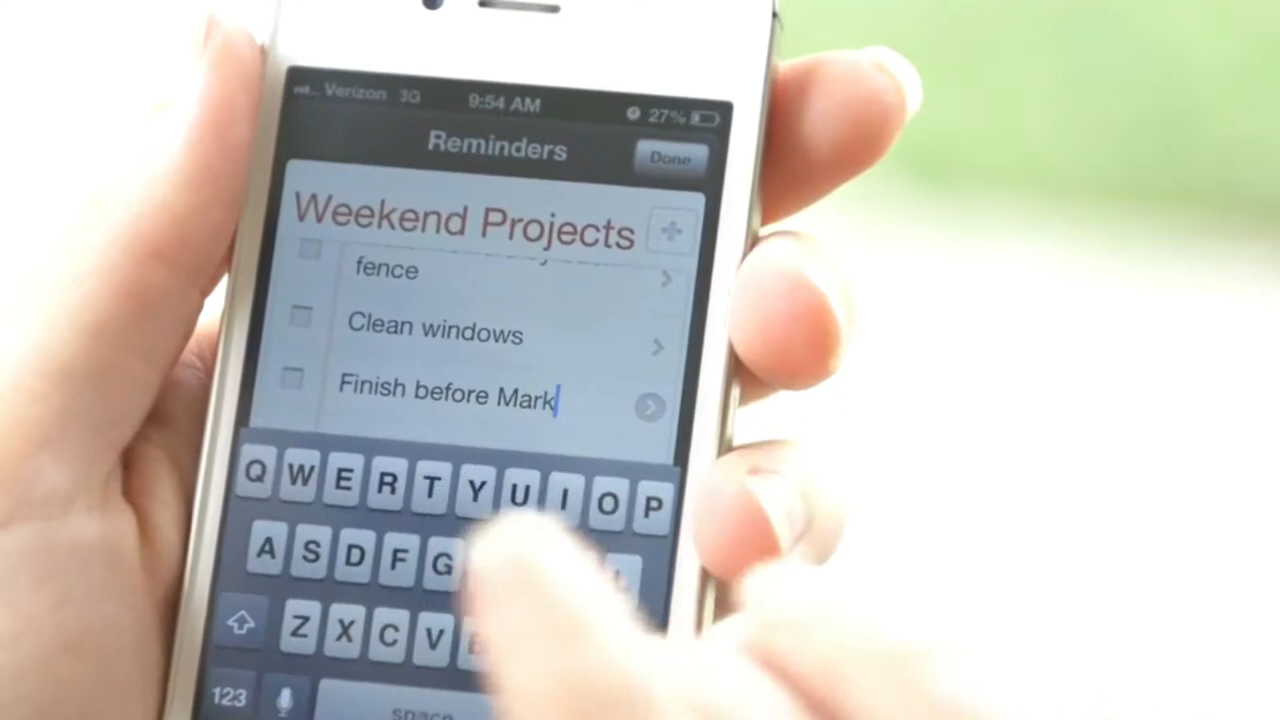 Verizon 3G 9:54 AM 27%
Reminders Done
Weekend Projects
fence
Clean windows
Finish before Mark
Q W E R T Y U I O P
A S D F G
Z X C V
123 space